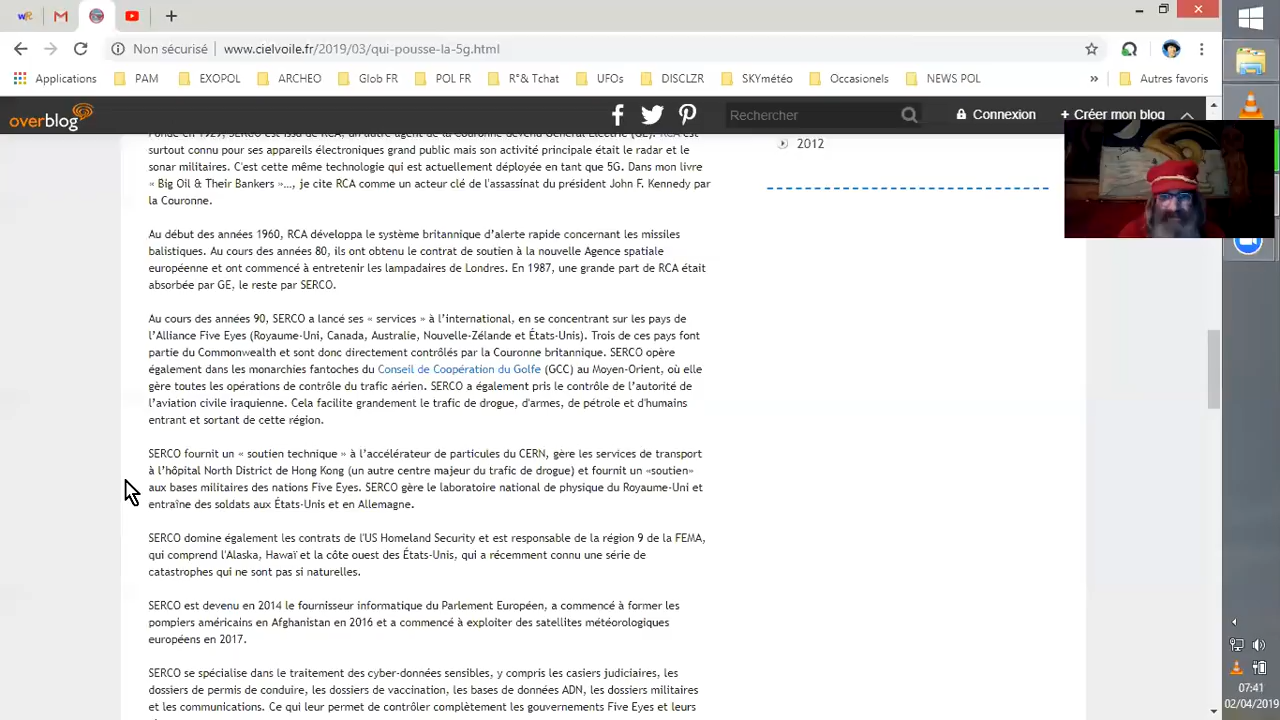 Non sécurisé
www.cielvoile.fr/2019/03/qui-pousse-la-5g.html
Applications PAM EXOPOL ARCHEO Glob FR POL FR R°& Tchat UFOs DISCLZR SKYmétéo Occasionels NEWS POL » Autres favoris
overblog
Rechercher
Connexion
+ Créer mon blog
Fondé en 1929, SERCO est issu de RCA, un autre agent de la Couronne devenu General Electric (GE). RCA est
surtout connu pour ses appareils électroniques grand public mais son activité principale était le radar et le
sonar militaires. C'est cette même technologie qui est actuellement déployée en tant que 5G. Dans mon livre
« Big Oil & Their Bankers »..., je cite RCA comme un acteur clé de l'assassinat du président John F. Kennedy par
la Couronne.
Au début des années 1960, RCA développa le système britannique d'alerte rapide concernant les missiles
balistiques. Au cours des années 80, ils ont obtenu le contrat de soutien à la nouvelle Agence spatiale
européenne et ont commencé à entretenir les lampadaires de Londres. En 1987, une grande part de RCA était
absorbée par GE, le reste par SERCO.
Au cours des années 90, SERCO a lancé ses « services » à l'international, en se concentrant sur les pays de
l'Alliance Five Eyes (Royaume-Uni, Canada, Australie, Nouvelle-Zélande et États-Unis). Trois de ces pays font
partie du Commonwealth et sont donc directement contrôlés par la Couronne britannique. SERCO opère
également dans les monarchies fantoches du Conseil de Coopération du Golfe (GCC) au Moyen-Orient, où elle
gère toutes les opérations de contrôle du trafic aérien. SERCO a également pris le contrôle de l'autorité de
l'aviation civile iraquienne. Cela facilite grandement le trafic de drogue, d'armes, de pétrole et d'humains
entrant et sortant de cette région.
SERCO fournit un « soutien technique » à l'accélérateur de particules du CERN, gère les services de transport
à l'hôpital North District de Hong Kong (un autre centre majeur du trafic de drogue) et fournit un «soutien»
aux bases militaires des nations Five Eyes. SERCO gère le laboratoire national de physique du Royaume-Uni et
entraîne des soldats aux États-Unis et en Allemagne.
SERCO domine également les contrats de l'US Homeland Security et est responsable de la région 9 de la FEMA,
qui comprend l'Alaska, Hawaï et la côte ouest des États-Unis, qui a récemment connu une série de
catastrophes qui ne sont pas si naturelles.
SERCO est devenu en 2014 le fournisseur informatique du Parlement Européen, a commencé à former les
pompiers américains en Afghanistan en 2016 et a commencé à exploiter des satellites météorologiques
européens en 2017.
SERCO se spécialise dans le traitement des cyber-données sensibles, y compris les casiers judiciaires, les
dossiers de permis de conduire, les dossiers de vaccination, les bases de données ADN, les dossiers militaires
et les communications. Ce qui leur permet de contrôler complètement les gouvernements Five Eyes et leurs
2012
07:41
02/04/2019